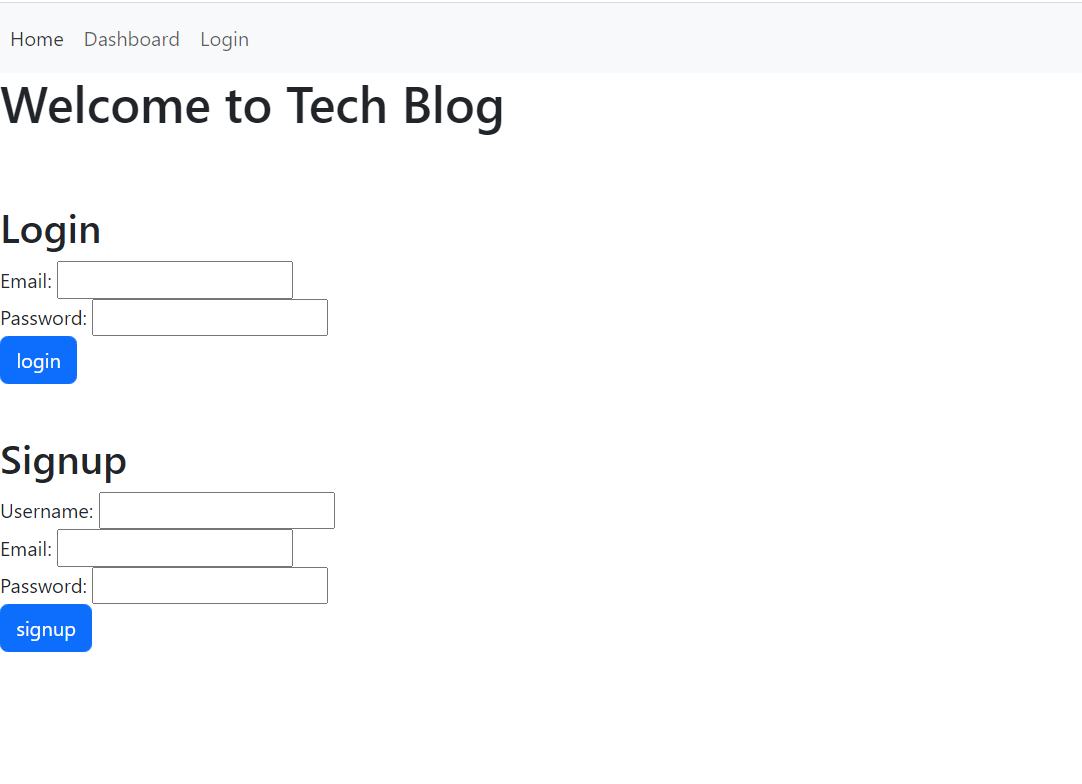 Home Dashboard Login
Welcome to Tech Blog
Login
Email:
Password:
login
Signup
Username:
Email:
Password:
signup